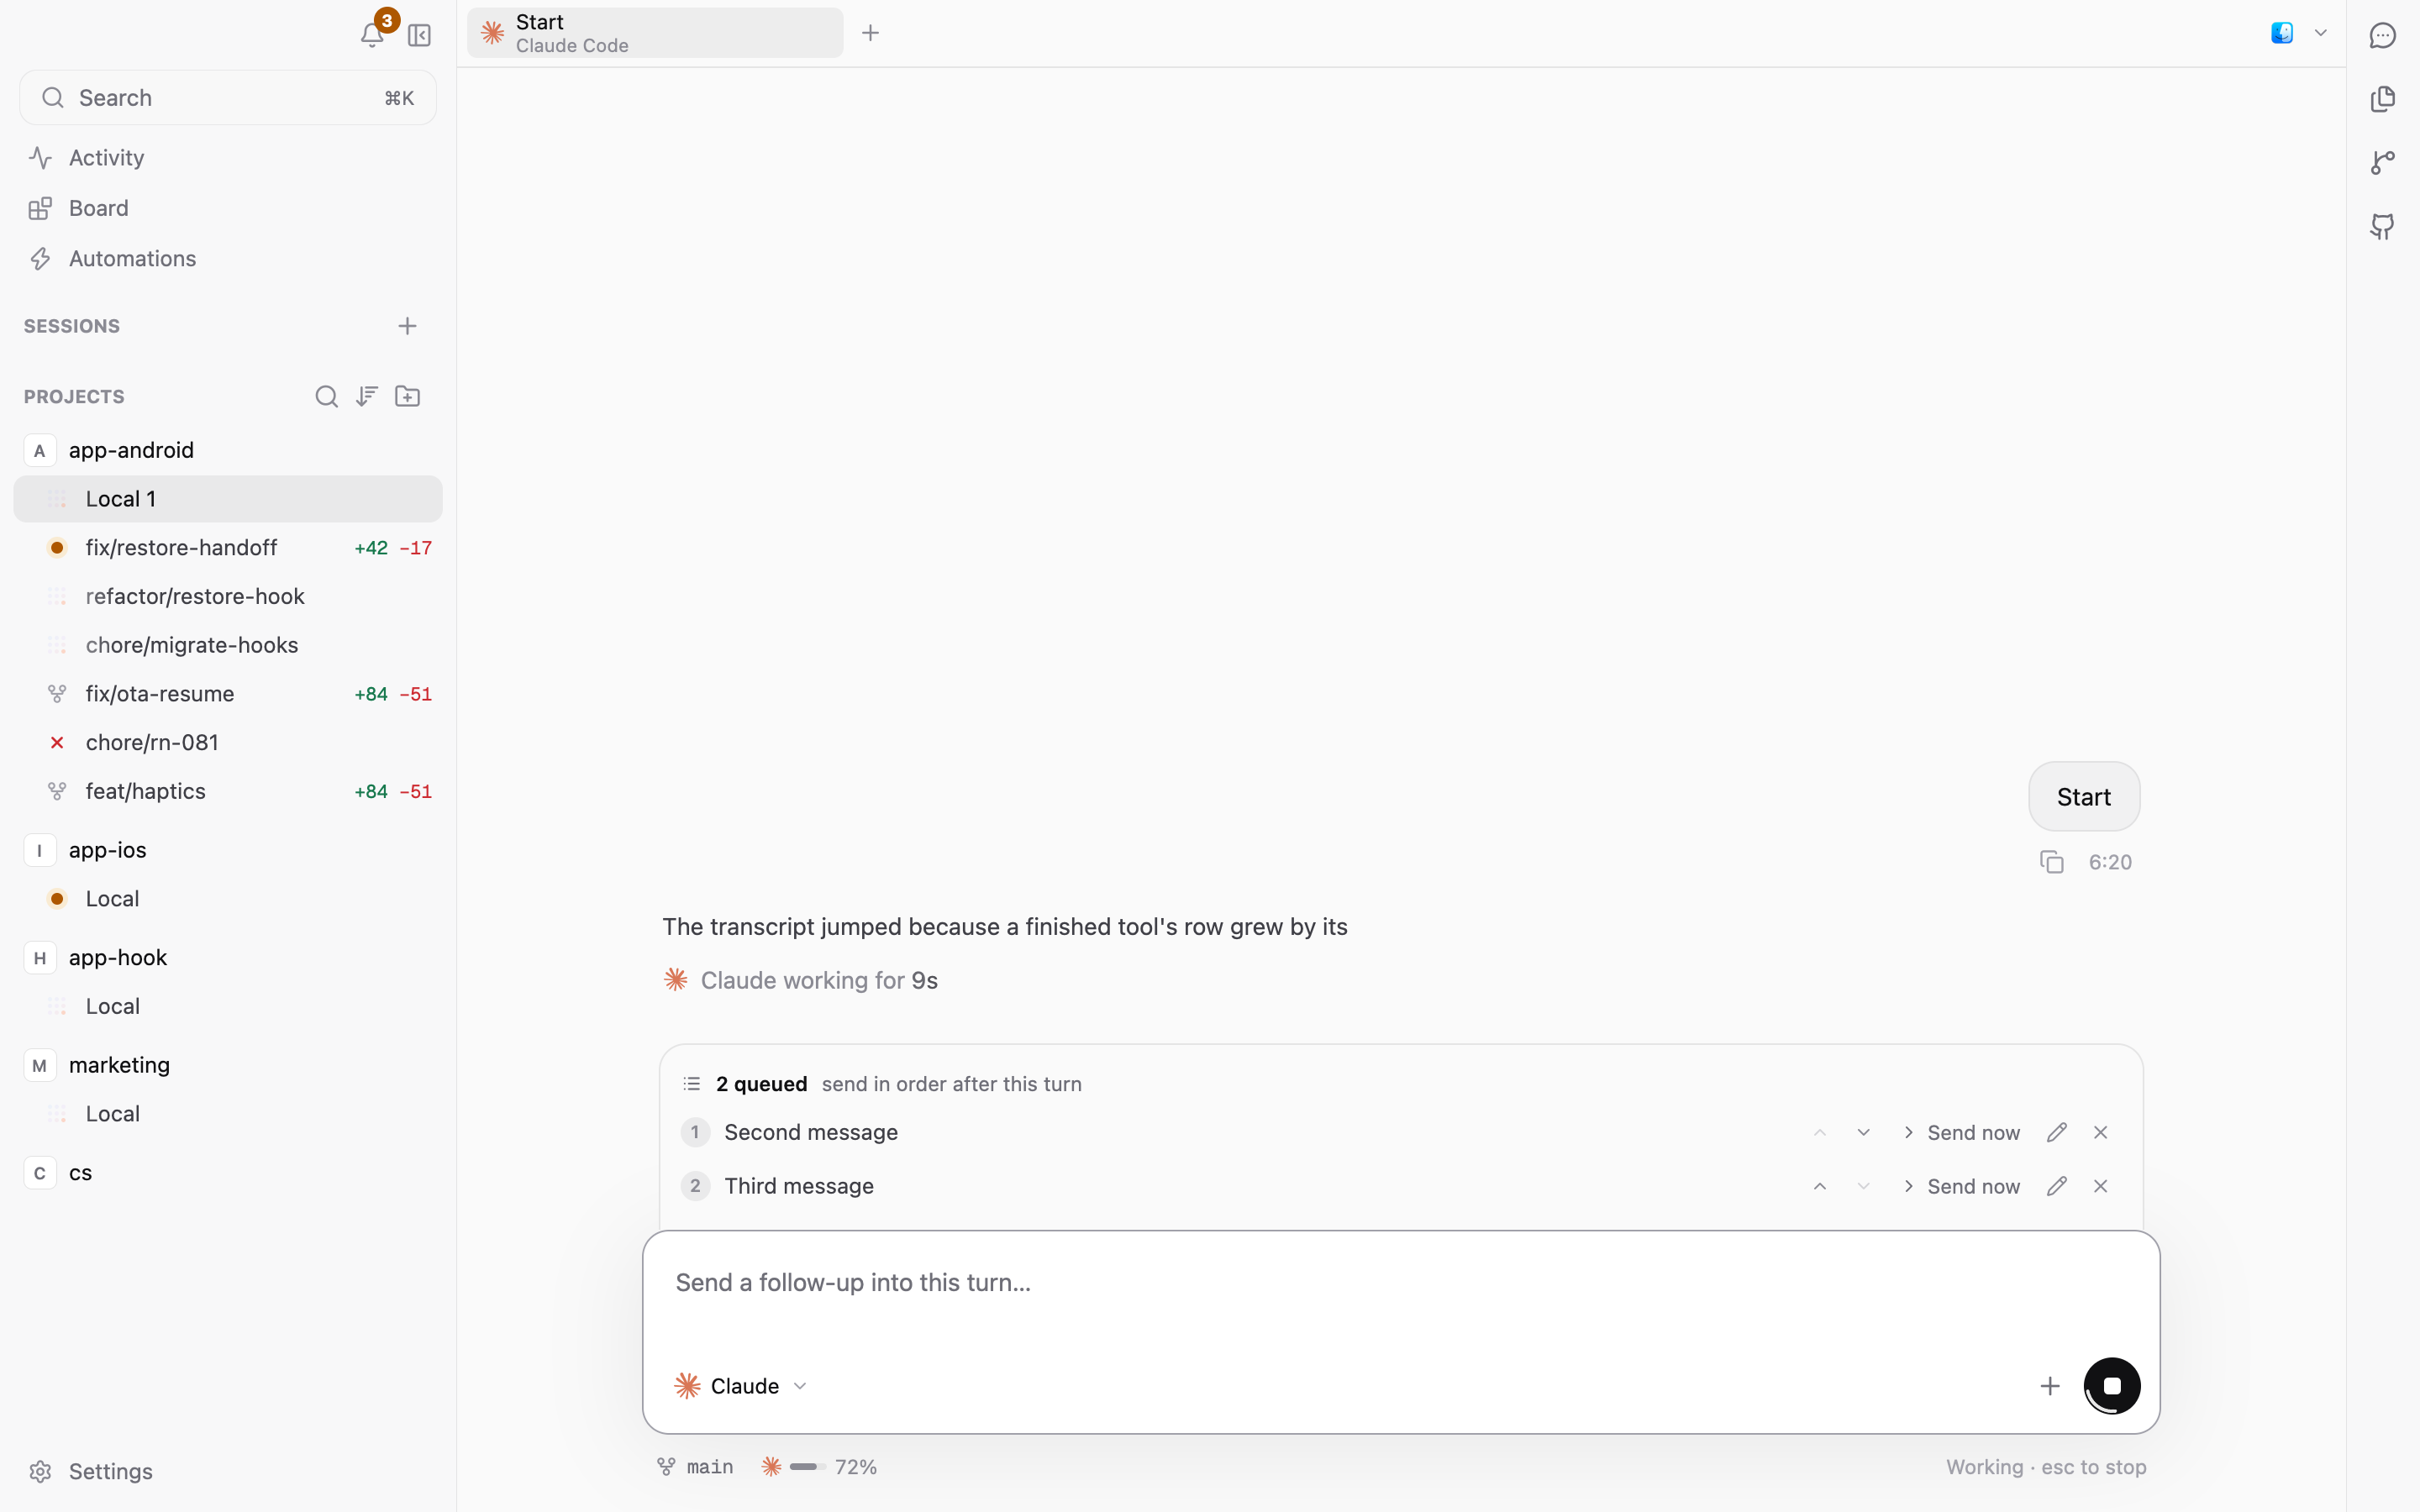 3
Search ⌘K
Activity
Board
Automations
SESSIONS
PROJECTS
A app-android
Local 1
fix/restore-handoff +42 −17
refactor/restore-hook
chore/migrate-hooks
fix/ota-resume +84 −51
chore/rn-081
feat/haptics +84 −51
I app-ios
Local
H app-hook
Local
M marketing
Local
C cs
Settings
Start
Claude Code
Start
6:20
The transcript jumped because a finished tool's row grew by its
Claude working for 9s
2 queued send in order after this turn
1 Second message Send now
2 Third message Send now
Send a follow-up into this turn...
Claude
main 72% Working · esc to stop